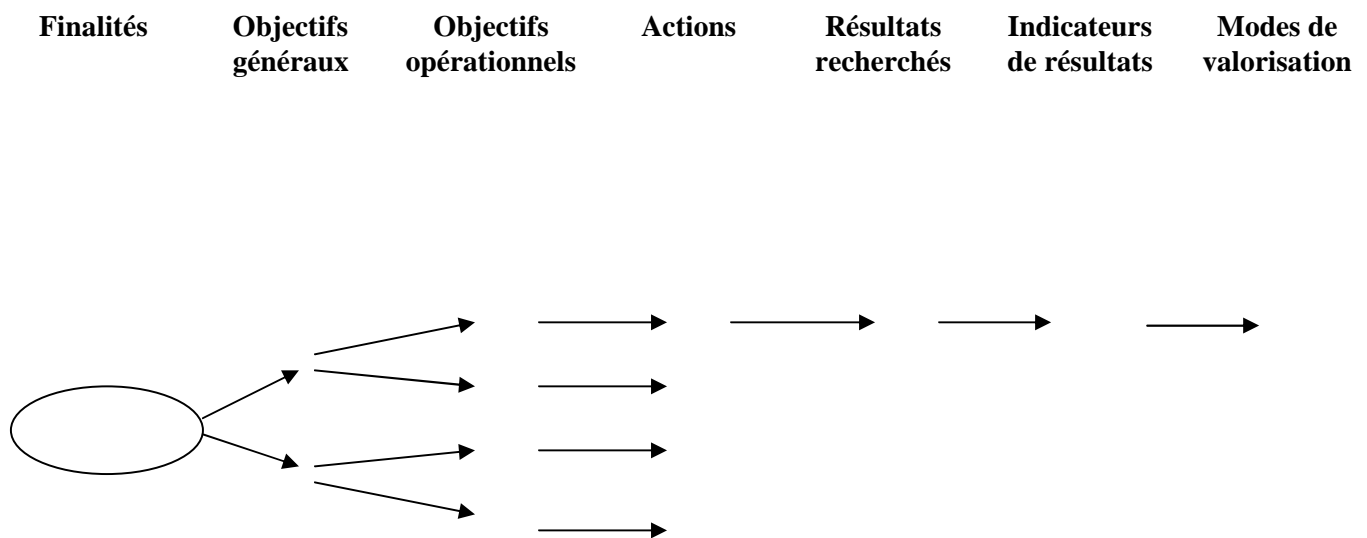 Finalités Objectifs Objectifs Actions Résultats Indicateurs Modes de
généraux opérationnels recherchés de résultats valorisation